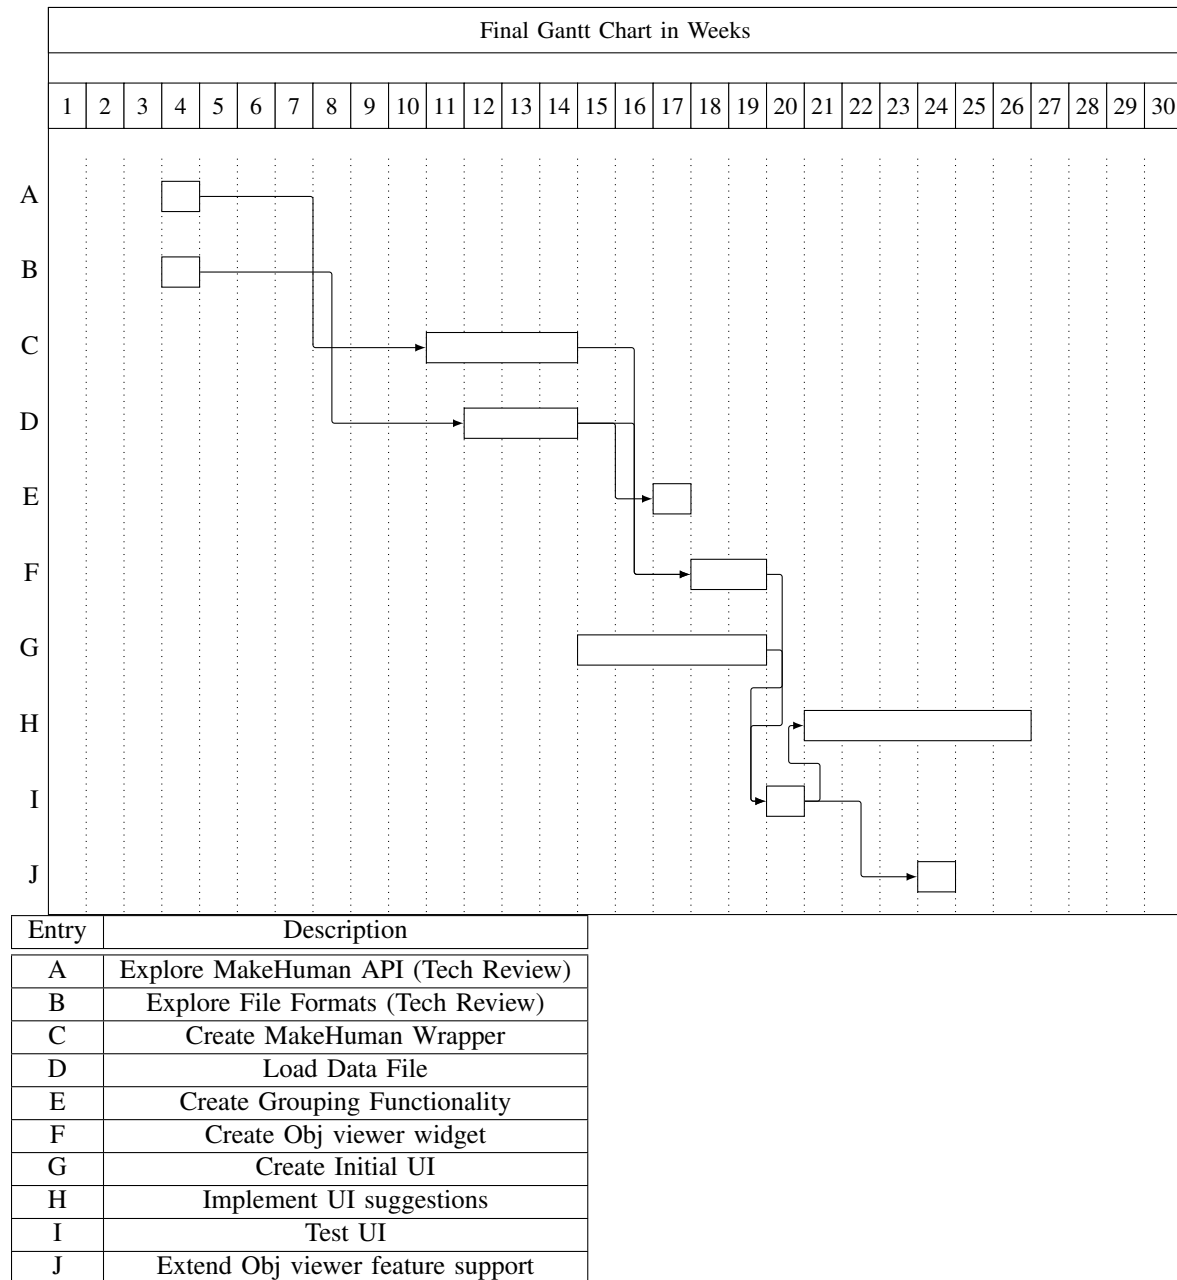 Final Gantt Chart in Weeks
1 2 3 4 5 6 7 8 9 10 11 12 13 14 15 16 17 18 19 20 21 22 23 24 25 26 27 28 29 30
A
B
C
D
E
F
G
H
I
J
Entry Description
A Explore MakeHuman API (Tech Review)
B Explore File Formats (Tech Review)
C Create MakeHuman Wrapper
D Load Data File
E Create Grouping Functionality
F Create Obj viewer widget
G Create Initial UI
H Implement UI suggestions
I Test UI
J Extend Obj viewer feature support